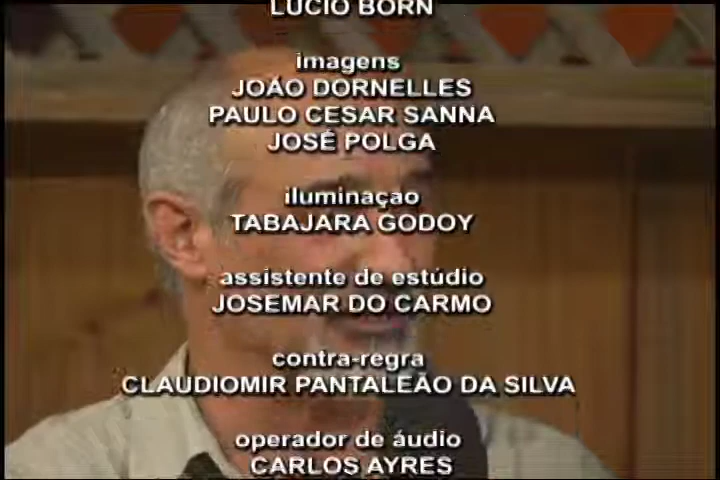 LUCIO BORN
imagens
JOÃO DORNELLES
PAULO CESAR SANNA
JOSÉ POLGA
iluminaçao
TABAJARA GODOY
assistente de estúdio
JOSEMAR DO CARMO
contra-regra
CLAUDIOMIR PANTALEÃO DA SILVA
operador de áudio
CARLOS AYRES